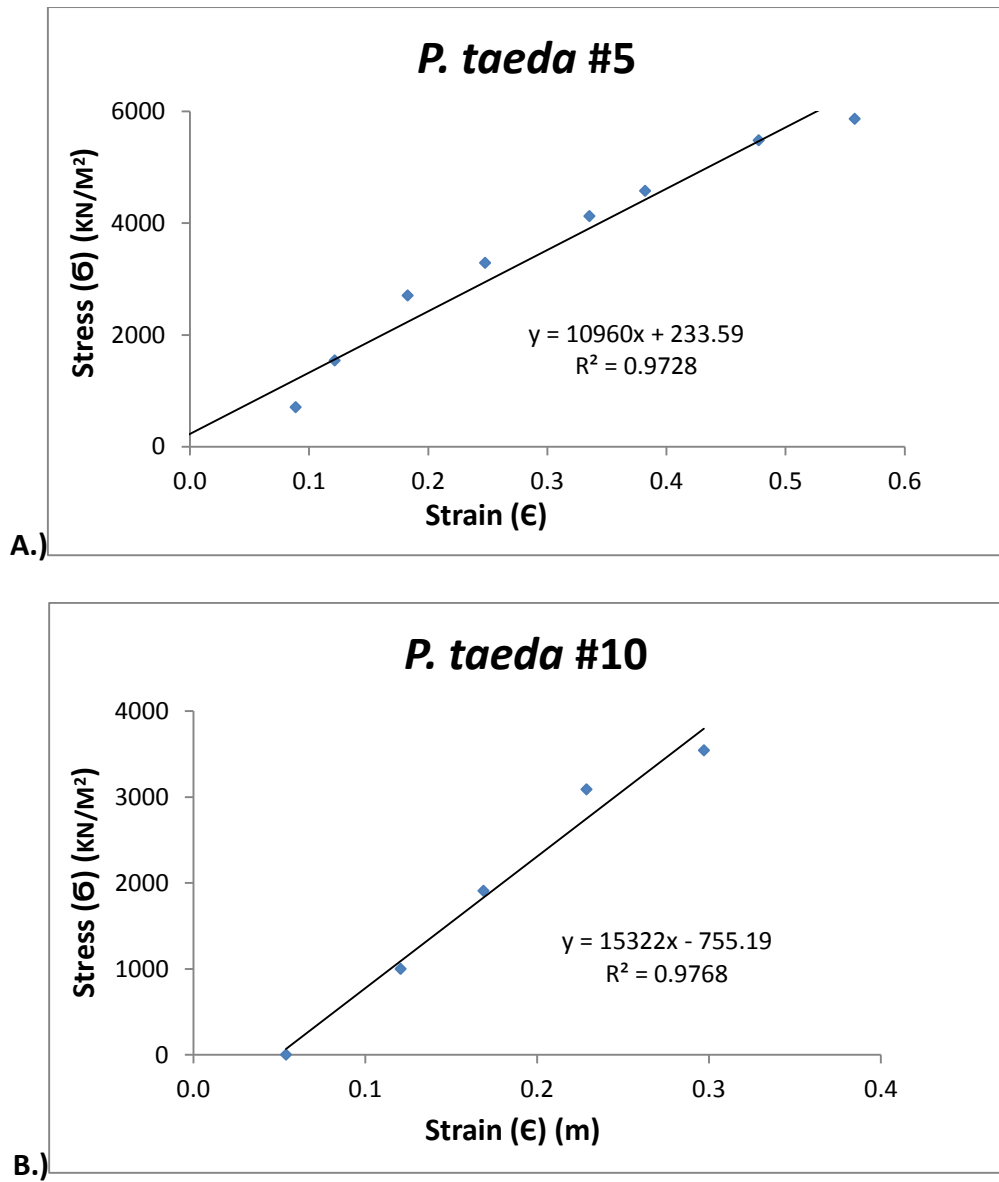 P. taeda #5
Stress (Ϭ) (KN/M²)
6000
4000
2000
0
y = 10960x + 233.59
R² = 0.9728
0.0 0.1 0.2 0.3 0.4 0.5 0.6
Strain (Є)
A.)
P. taeda #10
Stress (Ϭ) (KN/M²)
4000
3000
2000
1000
0
y = 15322x - 755.19
R² = 0.9768
0.0 0.1 0.2 0.3 0.4
Strain (Є) (m)
B.)